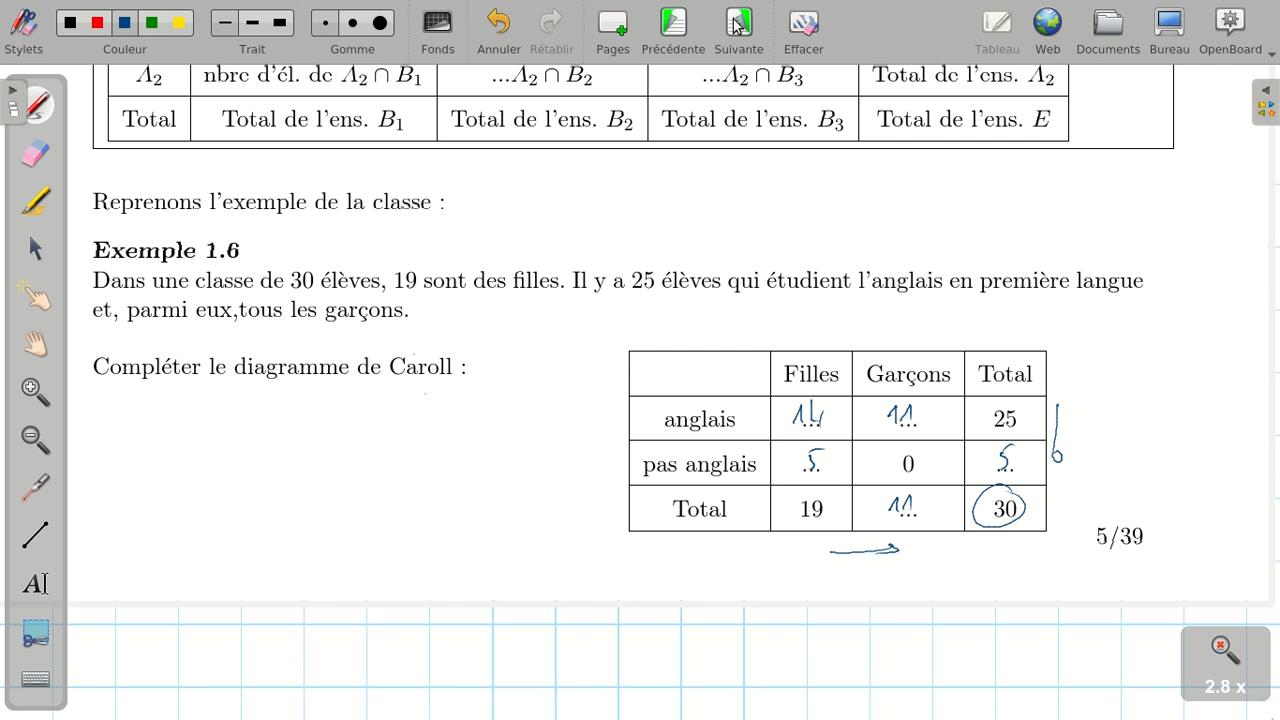 Stylets Couleur Trait Gomme Fonds Annuler Rétablir Pages Précédente Suivante Effacer Tableau Web Documents Bureau OpenBoard
A2 nbre d'él. de A2 ∩ B1 ...A2 ∩ B2 ...A2 ∩ B3 Total de l'ens. A2
Total Total de l'ens. B1 Total de l'ens. B2 Total de l'ens. B3 Total de l'ens. E
Reprenons l'exemple de la classe :
Exemple 1.6
Dans une classe de 30 élèves, 19 sont des filles. Il y a 25 élèves qui étudient l'anglais en première langue
et, parmi eux,tous les garçons.
Compléter le diagramme de Caroll :
Filles Garçons Total
anglais 14 11 25
pas anglais 5 0 5
Total 19 11 30
5/39
2.8 x